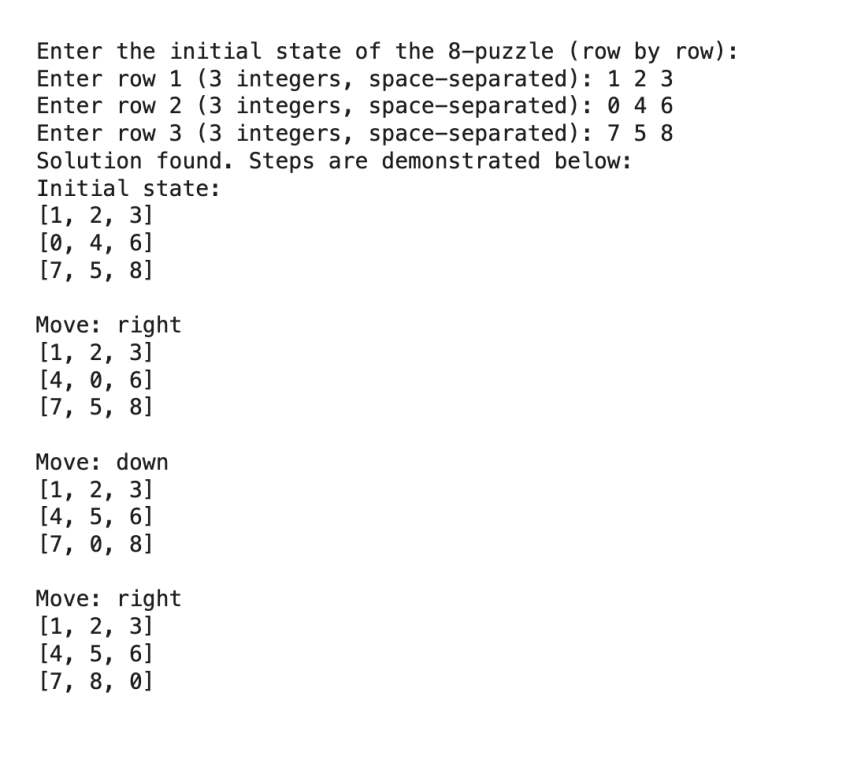 Enter the initial state of the 8-puzzle (row by row):
Enter row 1 (3 integers, space-separated): 1 2 3
Enter row 2 (3 integers, space-separated): 0 4 6
Enter row 3 (3 integers, space-separated): 7 5 8
Solution found. Steps are demonstrated below:
Initial state:
[1, 2, 3]
[0, 4, 6]
[7, 5, 8]
Move: right
[1, 2, 3]
[4, 0, 6]
[7, 5, 8]
Move: down
[1, 2, 3]
[4, 5, 6]
[7, 0, 8]
Move: right
[1, 2, 3]
[4, 5, 6]
[7, 8, 0]